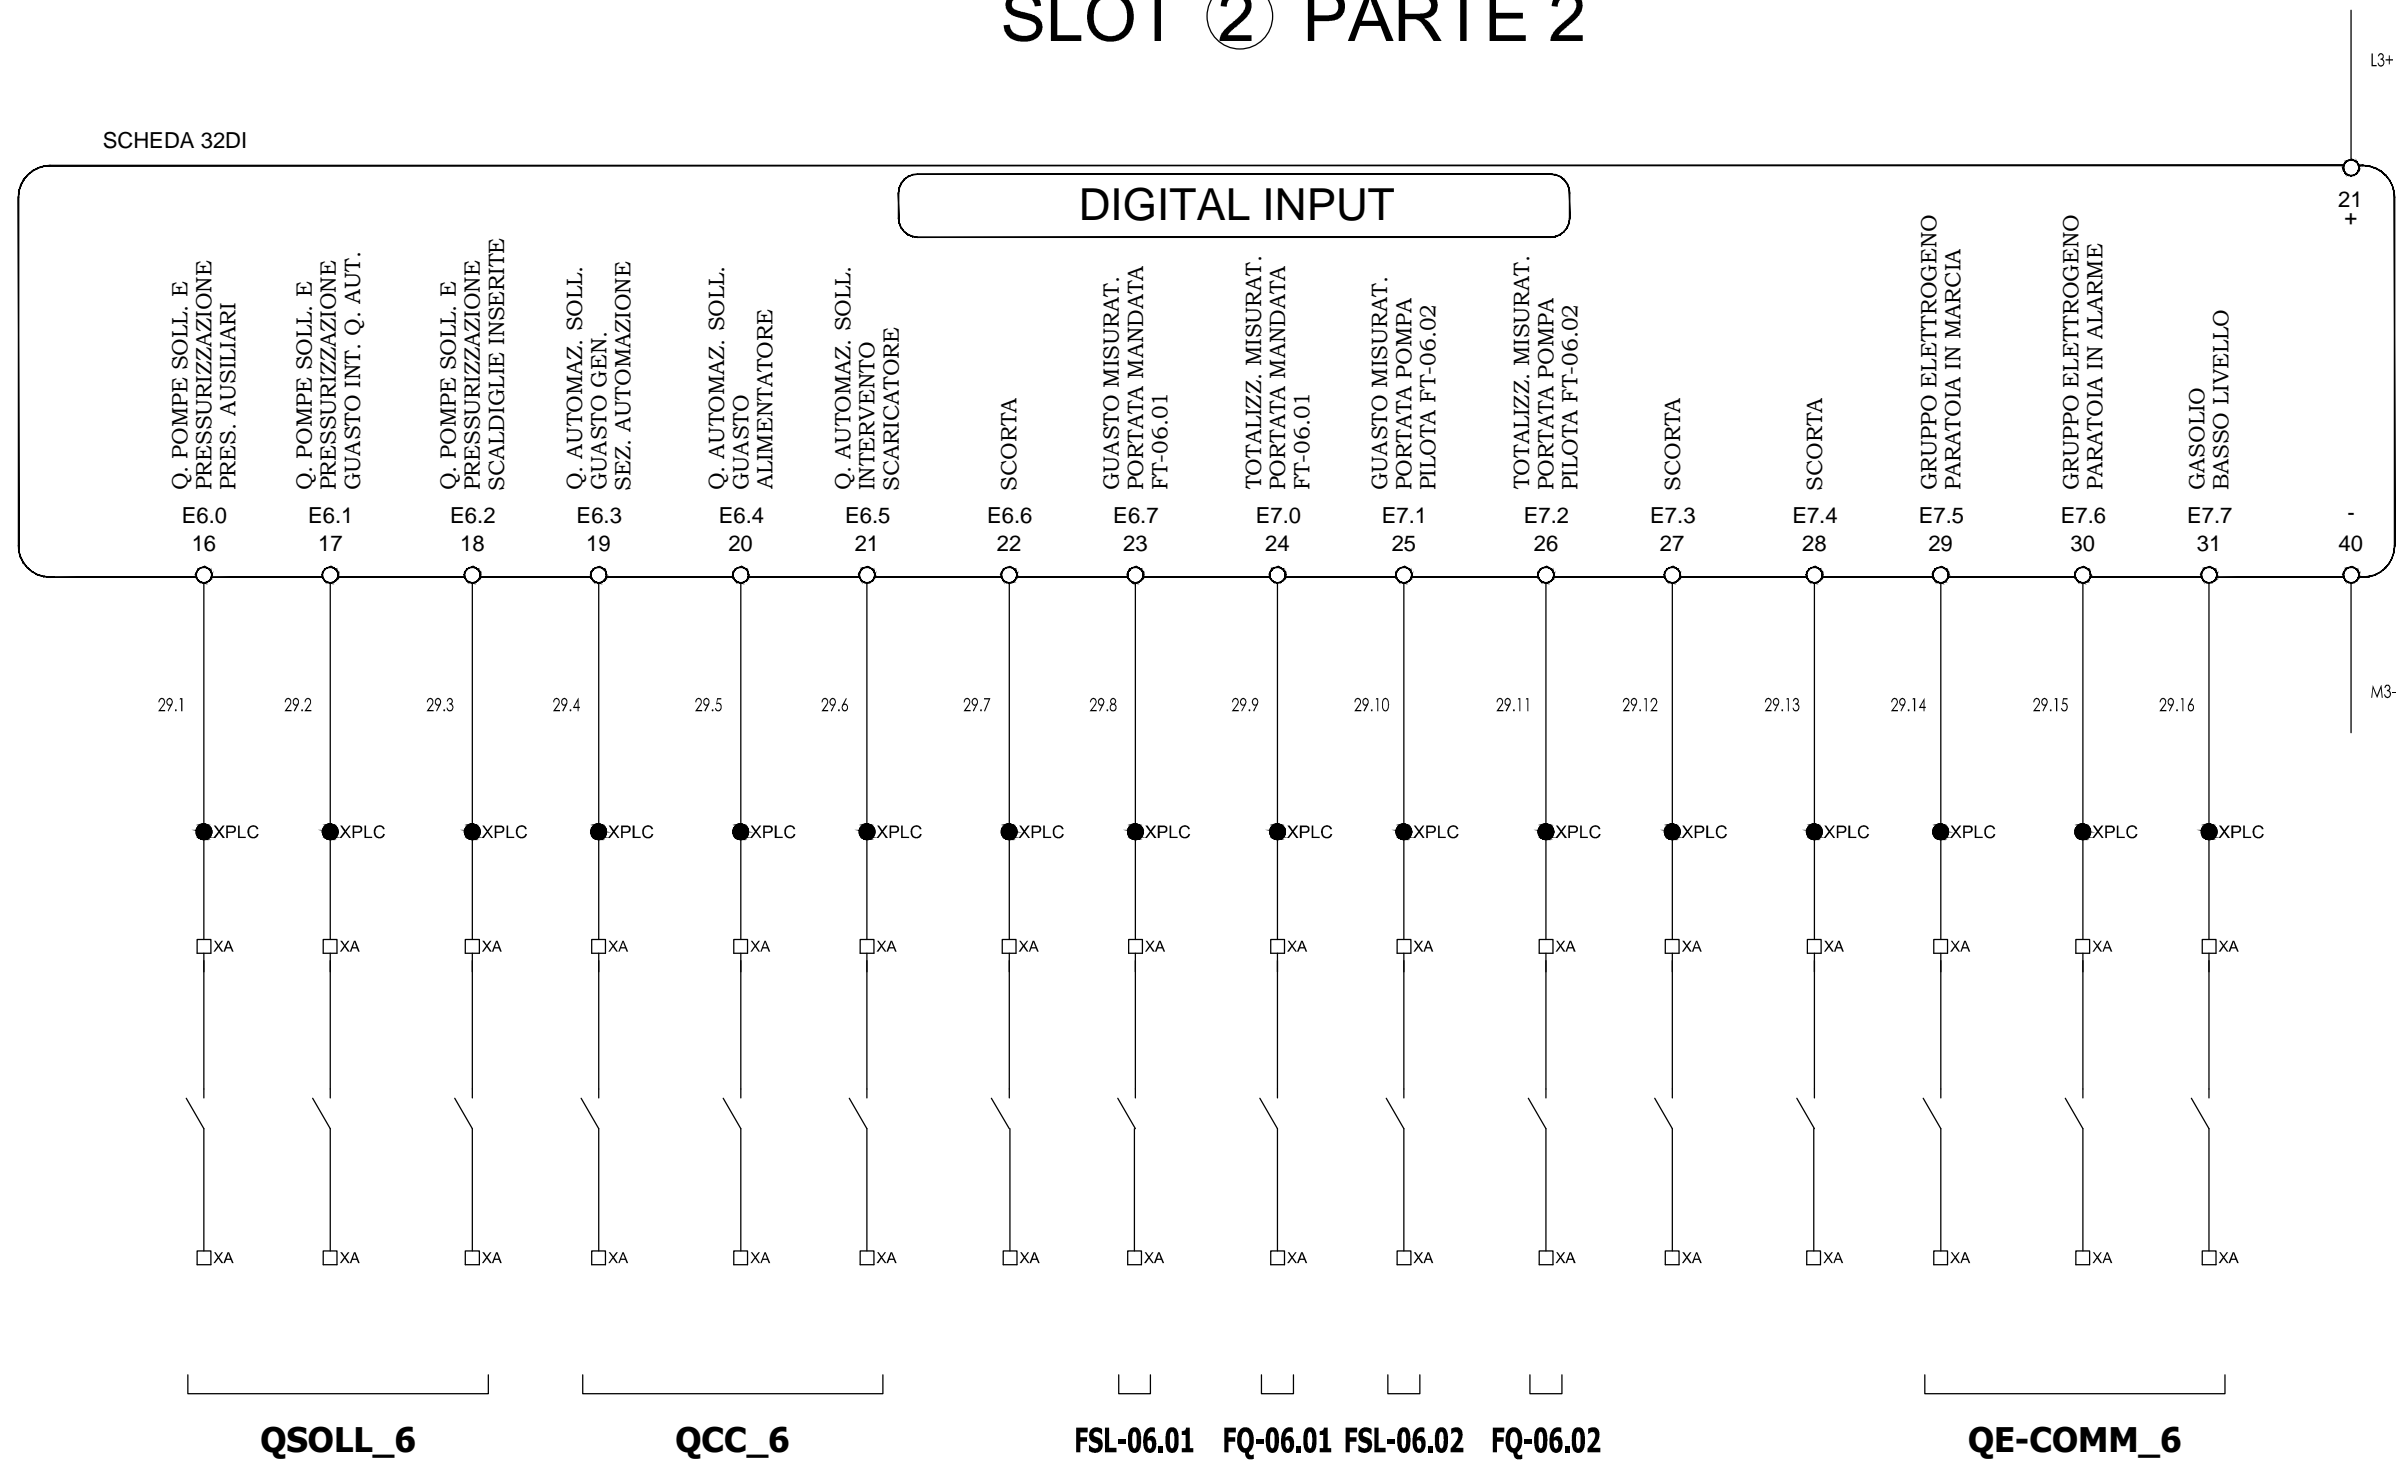 SLOT 2 PARTE 2
L3+
SCHEDA 32DI
DIGITAL INPUT
21
+
Q. POMPE SOLL. E
PRESSURIZZAZIONE
PRES. AUSILIARI
Q. POMPE SOLL. E
PRESSURIZZAZIONE
GUASTO INT. Q. AUT.
Q. POMPE SOLL. E
PRESSURIZZAZIONE
SCALDIGLIE INSERITE
Q. AUTOMAZ. SOLL.
GUASTO GEN.
SEZ. AUTOMAZIONE
Q. AUTOMAZ. SOLL.
GUASTO
ALIMENTATORE
Q. AUTOMAZ. SOLL.
INTERVENTO
SCARICATORE
SCORTA
GUASTO MISURAT.
PORTATA MANDATA
FT-06.01
TOTALIZZ. MISURAT.
PORTATA MANDATA
FT-06.01
GUASTO MISURAT.
PORTATA POMPA
PILOTA FT-06.02
TOTALIZZ. MISURAT.
PORTATA POMPA
PILOTA FT-06.02
SCORTA
SCORTA
GRUPPO ELETTROGENO
PARATOIA IN MARCIA
GRUPPO ELETTROGENO
PARATOIA IN ALARME
GASOLIO
BASSO LIVELLO
E6.0 E6.1 E6.2 E6.3 E6.4 E6.5 E6.6 E6.7 E7.0 E7.1 E7.2 E7.3 E7.4 E7.5 E7.6 E7.7 -
16 17 18 19 20 21 22 23 24 25 26 27 28 29 30 31 40
29.1 29.2 29.3 29.4 29.5 29.6 29.7 29.8 29.9 29.10 29.11 29.12 29.13 29.14 29.15 29.16 M3-
XPLC XPLC XPLC XPLC XPLC XPLC XPLC XPLC XPLC XPLC XPLC XPLC XPLC XPLC XPLC XPLC
XA XA XA XA XA XA XA XA XA XA XA XA XA XA XA XA
XA XA XA XA XA XA XA XA XA XA XA XA XA XA XA XA
QSOLL_6 QCC_6 FSL-06.01 FQ-06.01 FSL-06.02 FQ-06.02 QE-COMM_6